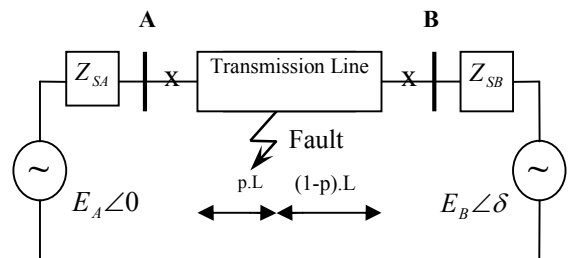 A B
Z_SA x Transmission Line x Z_SB
Fault
~ p.L (1-p).L ~
E_A∠0 E_B∠δ